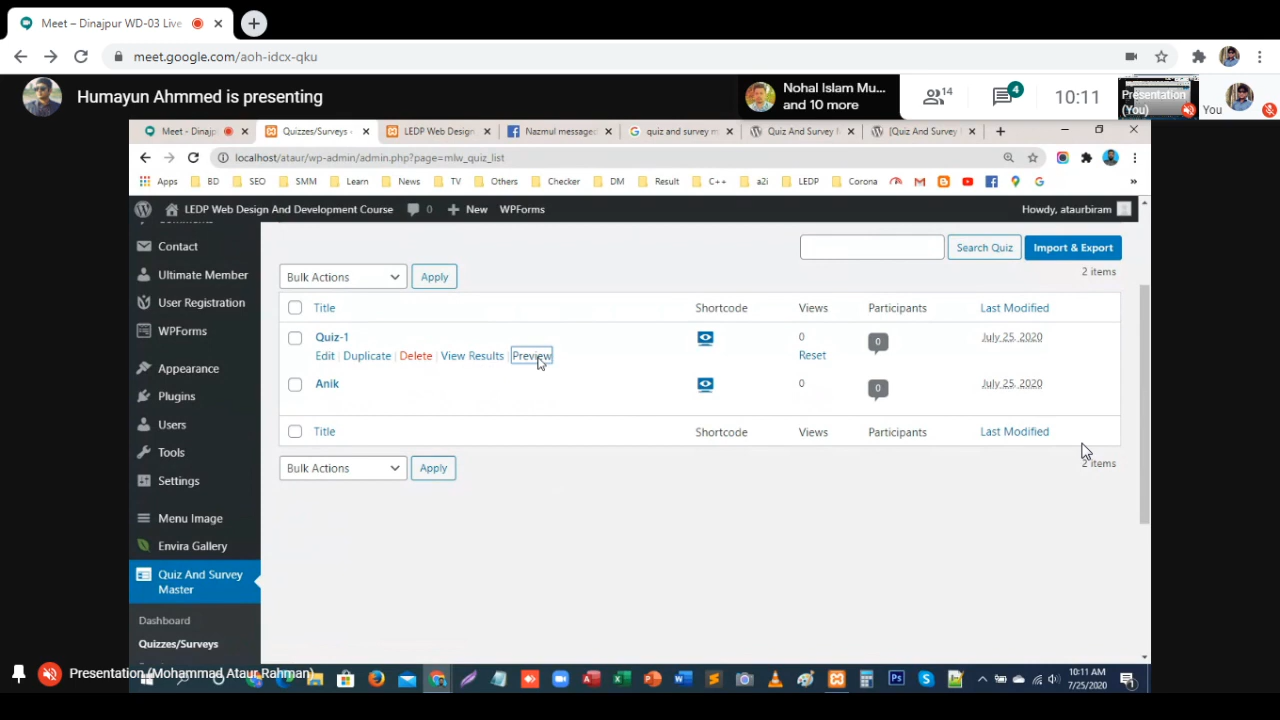 Meet – Dinajpur WD-03 Live
meet.google.com/aoh-idcx-qku
Humayun Ahmmed is presenting
Nohal Islam Mu...
and 10 more
14
4
10:11
Presentation
(You)
You
Meet - Dinajp
Quizzes/Surveys
LEDP Web Design
Nazmul message
quiz and survey m
Quiz And Survey
[Quiz And Survey
localhost/ataur/wp-admin/admin.php?page=mlw_quiz_list
Apps BD SEO SMM Learn News TV Others Checker DM Result C++ a2i LEDP Corona
LEDP Web Design And Development Course 0 New WPForms Howdy, ataurbiram
Contact
Ultimate Member
User Registration
WPForms
Appearance
Plugins
Users
Tools
Settings
Menu Image
Envira Gallery
Quiz And Survey
Master
Dashboard
Quizzes/Surveys
Search Quiz Import & Export
Bulk Actions Apply 2 items
Title Shortcode Views Participants Last Modified
Quiz-1 0 0 July 25, 2020
Edit | Duplicate | Delete | View Results | Preview Reset
Anik 0 0 July 25, 2020
Title Shortcode Views Participants Last Modified
Bulk Actions Apply 2 items
Presentation (Mohammad Ataur Rahman)
10:11 AM
7/25/2020
1